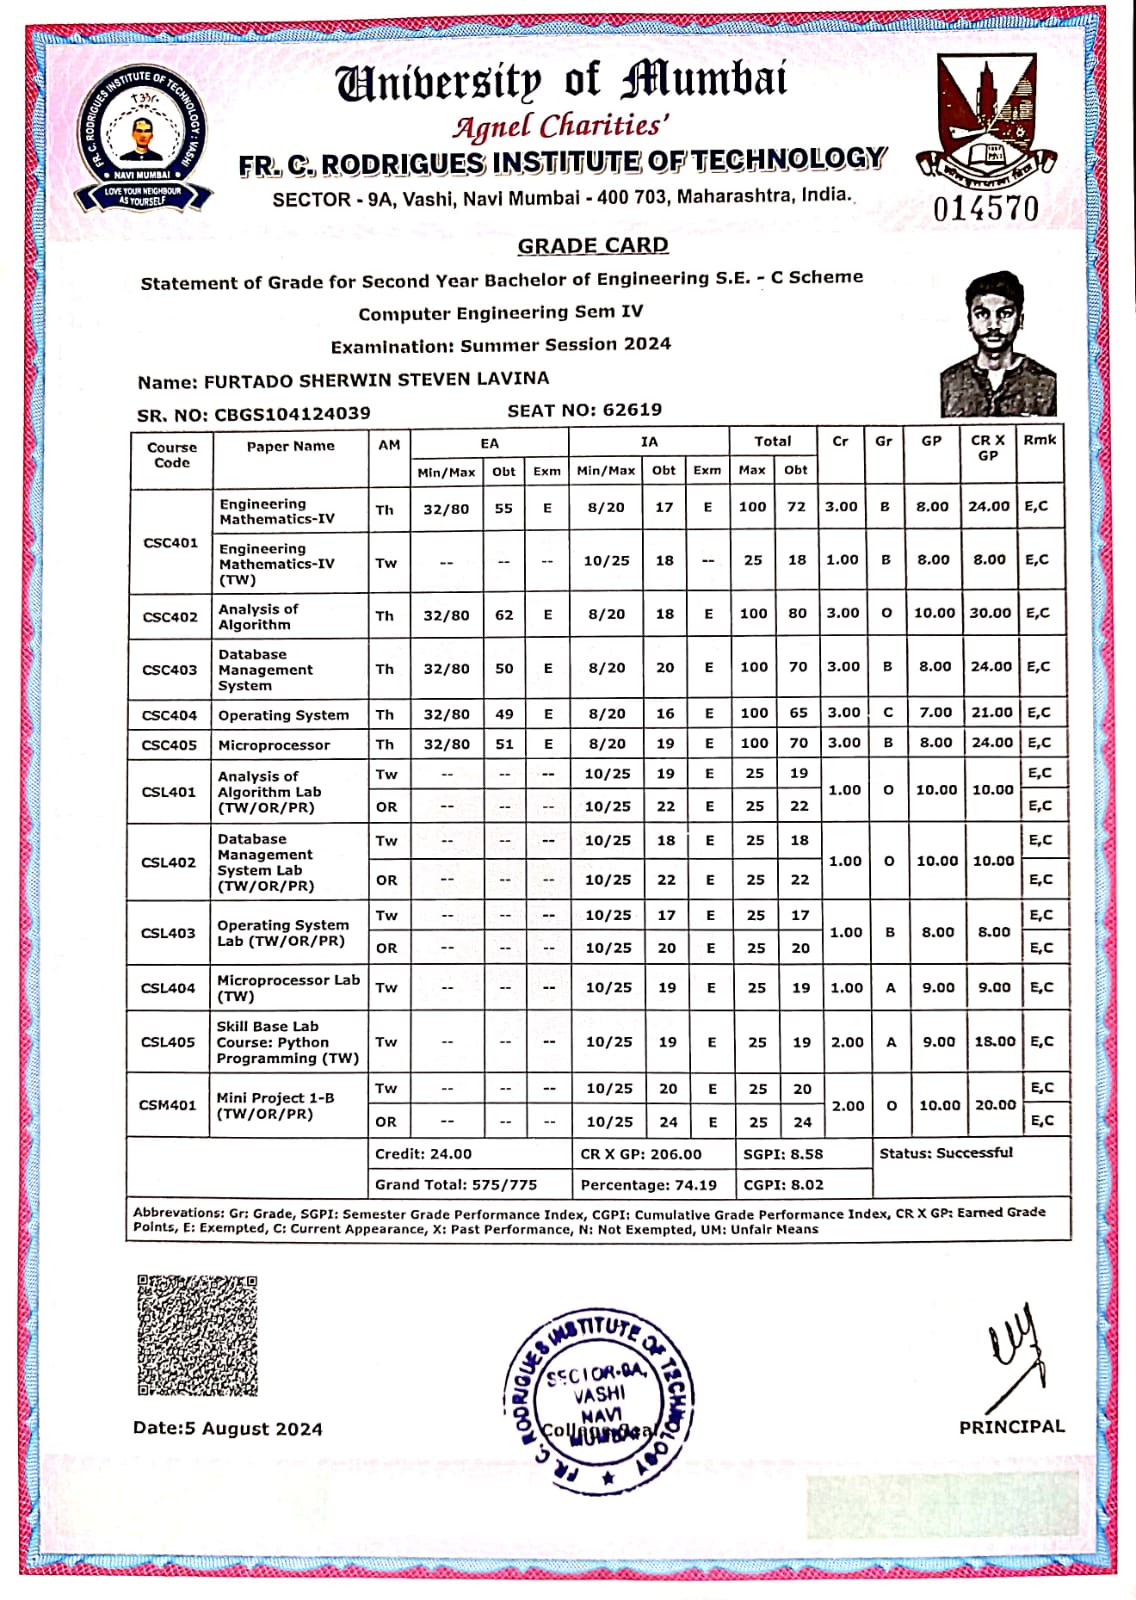 FR. C. RODRIGUES INSTITUTE OF TECHNOLOGY · VASHI
NAVI MUMBAI
LOVE YOUR NEIGHBOUR
AS YOURSELF
University of Mumbai
Agnel Charities'
FR. C. RODRIGUES INSTITUTE OF TECHNOLOGY
SECTOR - 9A, Vashi, Navi Mumbai - 400 703, Maharashtra, India.
014570
GRADE CARD
Statement of Grade for Second Year Bachelor of Engineering S.E. - C Scheme
Computer Engineering Sem IV
Examination: Summer Session 2024
Name: FURTADO SHERWIN STEVEN LAVINA
SR. NO: CBGS104124039 SEAT NO: 62619
Course Code Paper Name AM EA IA Total Cr Gr GP CR X GP Rmk
Min/Max Obt Exm Min/Max Obt Exm Max Obt
CSC401 Engineering Mathematics-IV Th 32/80 55 E 8/20 17 E 100 72 3.00 B 8.00 24.00 E,C
Engineering Mathematics-IV (TW) Tw -- -- -- 10/25 18 -- 25 18 1.00 B 8.00 8.00 E,C
CSC402 Analysis of Algorithm Th 32/80 62 E 8/20 18 E 100 80 3.00 O 10.00 30.00 E,C
CSC403 Database Management System Th 32/80 50 E 8/20 20 E 100 70 3.00 B 8.00 24.00 E,C
CSC404 Operating System Th 32/80 49 E 8/20 16 E 100 65 3.00 C 7.00 21.00 E,C
CSC405 Microprocessor Th 32/80 51 E 8/20 19 E 100 70 3.00 B 8.00 24.00 E,C
CSL401 Analysis of Algorithm Lab (TW/OR/PR) Tw -- -- -- 10/25 19 E 25 19 1.00 O 10.00 10.00 E,C
OR -- -- -- 10/25 22 E 25 22 E,C
CSL402 Database Management System Lab (TW/OR/PR) Tw -- -- -- 10/25 18 E 25 18 1.00 O 10.00 10.00 E,C
OR -- -- -- 10/25 22 E 25 22 E,C
CSL403 Operating System Lab (TW/OR/PR) Tw -- -- -- 10/25 17 E 25 17 1.00 B 8.00 8.00 E,C
OR -- -- -- 10/25 20 E 25 20 E,C
CSL404 Microprocessor Lab (TW) Tw -- -- -- 10/25 19 E 25 19 1.00 A 9.00 9.00 E,C
CSL405 Skill Base Lab Course: Python Programming (TW) Tw -- -- -- 10/25 19 E 25 19 2.00 A 9.00 18.00 E,C
CSM401 Mini Project 1-B (TW/OR/PR) Tw -- -- -- 10/25 20 E 25 20 2.00 O 10.00 20.00 E,C
OR -- -- -- 10/25 24 E 25 24 E,C
Credit: 24.00 CR X GP: 206.00 SGPI: 8.58 Status: Successful
Grand Total: 575/775 Percentage: 74.19 CGPI: 8.02
Abbrevations: Gr: Grade, SGPI: Semester Grade Performance Index, CGPI: Cumulative Grade Performance Index, CR X GP: Earned Grade
Points, E: Exempted, C: Current Appearance, X: Past Performance, N: Not Exempted, UM: Unfair Means
FR. C. RODRIGUES INSTITUTE OF TECHNOLOGY
SECTOR-9A,
VASHI
NAVI
MUMBAI
College Seal
Date:5 August 2024
PRINCIPAL